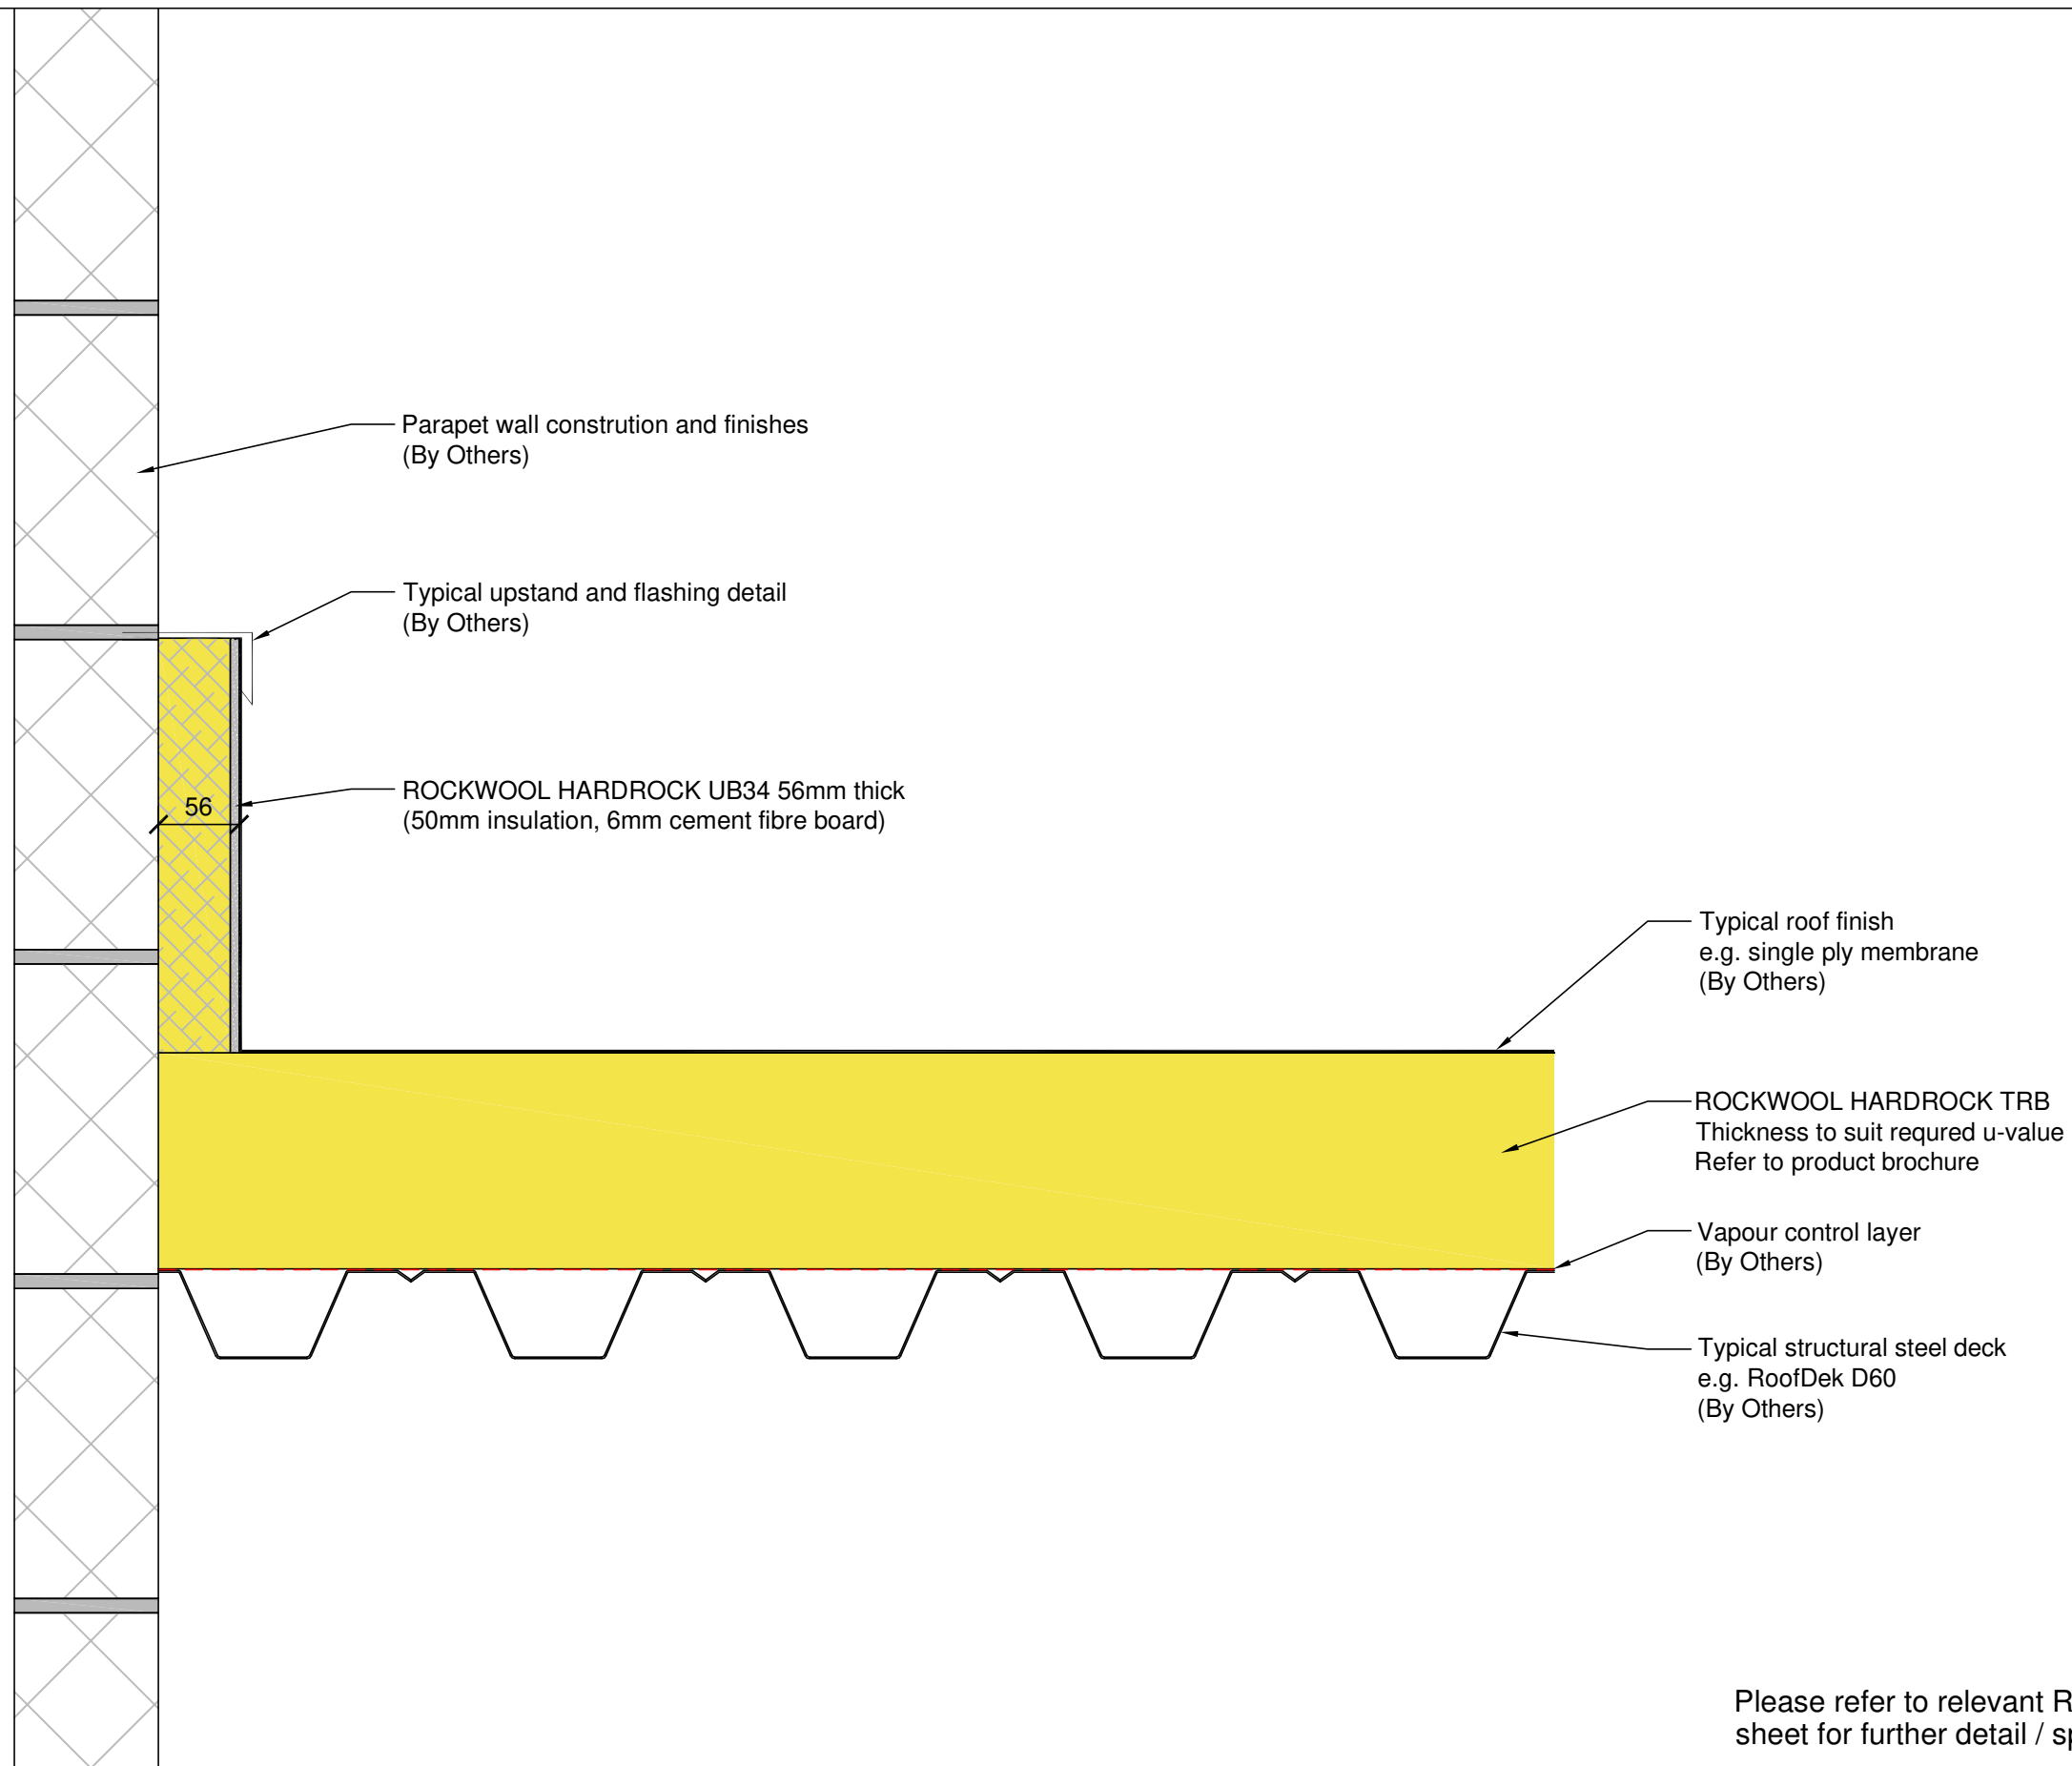 Parapet wall constrution and finishes
(By Others)
Typical upstand and flashing detail
(By Others)
ROCKWOOL HARDROCK UB34 56mm thick
(50mm insulation, 6mm cement fibre board)
56
Typical roof finish
e.g. single ply membrane
(By Others)
ROCKWOOL HARDROCK TRB
Thickness to suit requred u-value
Refer to product brochure
Vapour control layer
(By Others)
Typical structural steel deck
e.g. RoofDek D60
(By Others)
Please refer to relevant
sheet for further detail /